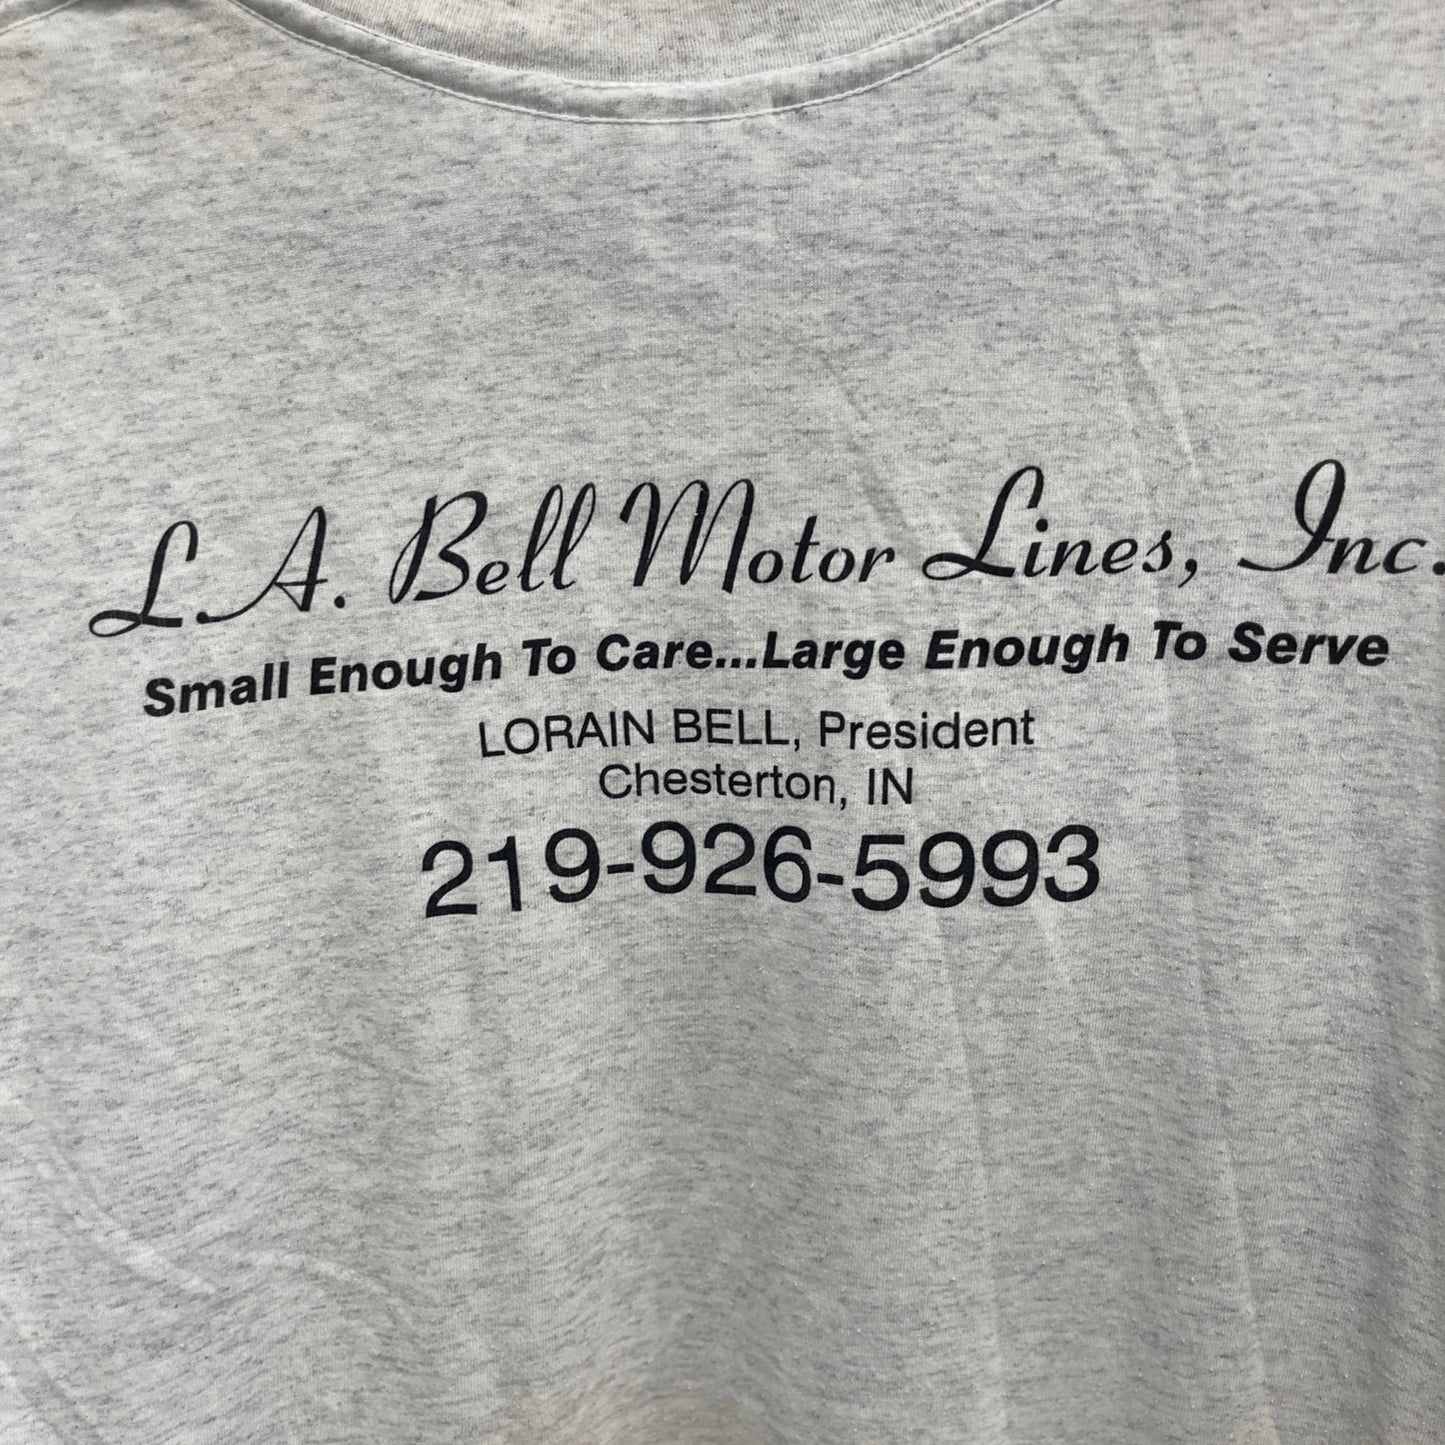 L.A. Bell Motor Lines, Inc.
Small Enough To Care...Large Enough To Serve
LORAIN BELL, President
Chesterton, IN
219-926-5993